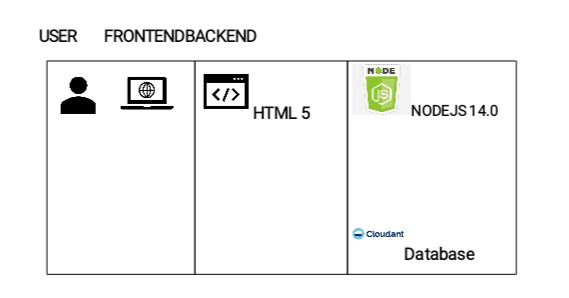 USER FRONTENDBACKEND
</>
HTML 5
NODE
JS
NODEJS 14.0
Cloudant
Database